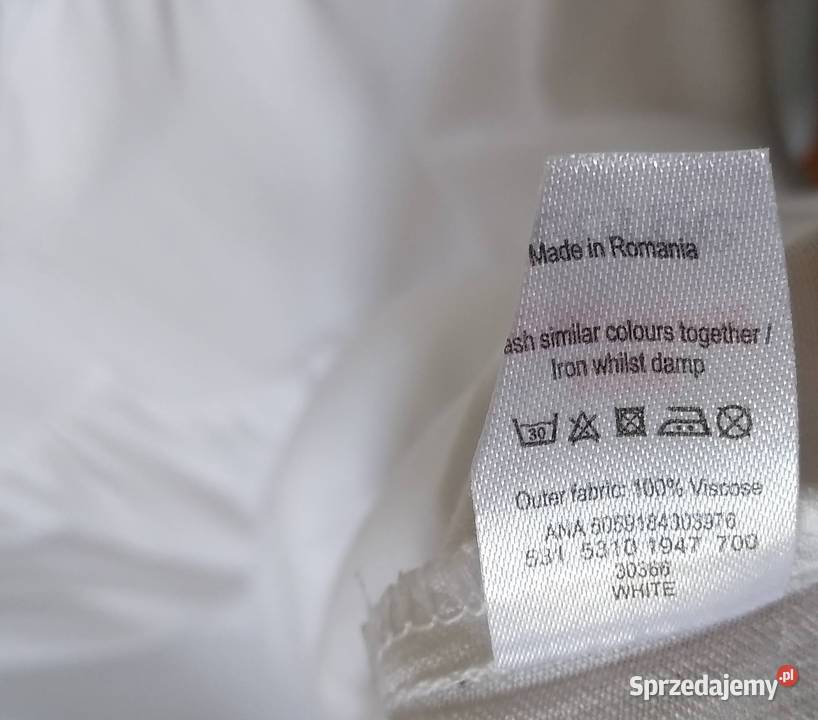 Made in Romania
ash similar colours together /
Iron whilst damp
30
Outer fabric: 100% Viscose
ANA 5059184303976
531 5310 1947 700
30366
WHITE
Sprzedajemy.pl